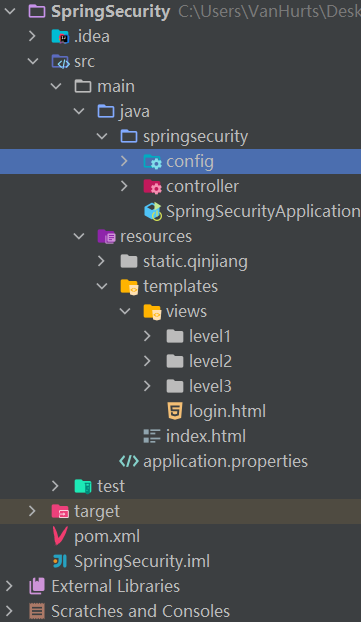 SpringSecurity C:\Users\VanHurts\Desk
.idea
src
main
java
springsecurity
config
controller
SpringSecurityApplication
resources
static.qinjiang
templates
views
level1
level2
level3
login.html
index.html
application.properties
test
target
pom.xml
SpringSecurity.iml
External Libraries
Scratches and Consoles